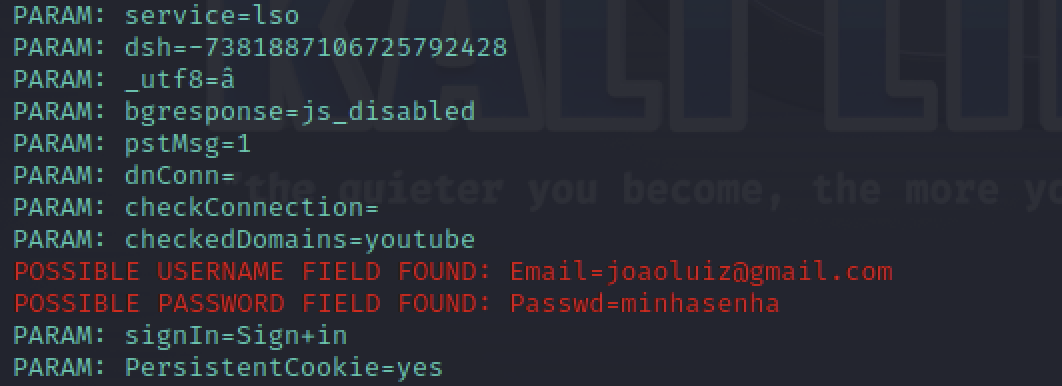 PARAM: service=lso
PARAM: dsh=-7381887106725792428
PARAM: _utf8=â
PARAM: bgresponse=js_disabled
PARAM: pstMsg=1
PARAM: dnConn=
"the quieter you become, the more yo
PARAM: checkConnection=
PARAM: checkedDomains=youtube
POSSIBLE USERNAME FIELD FOUND: Email=joaoluiz@gmail.com
POSSIBLE PASSWORD FIELD FOUND: Passwd=minhasenha
PARAM: signIn=Sign+in
PARAM: PersistentCookie=yes